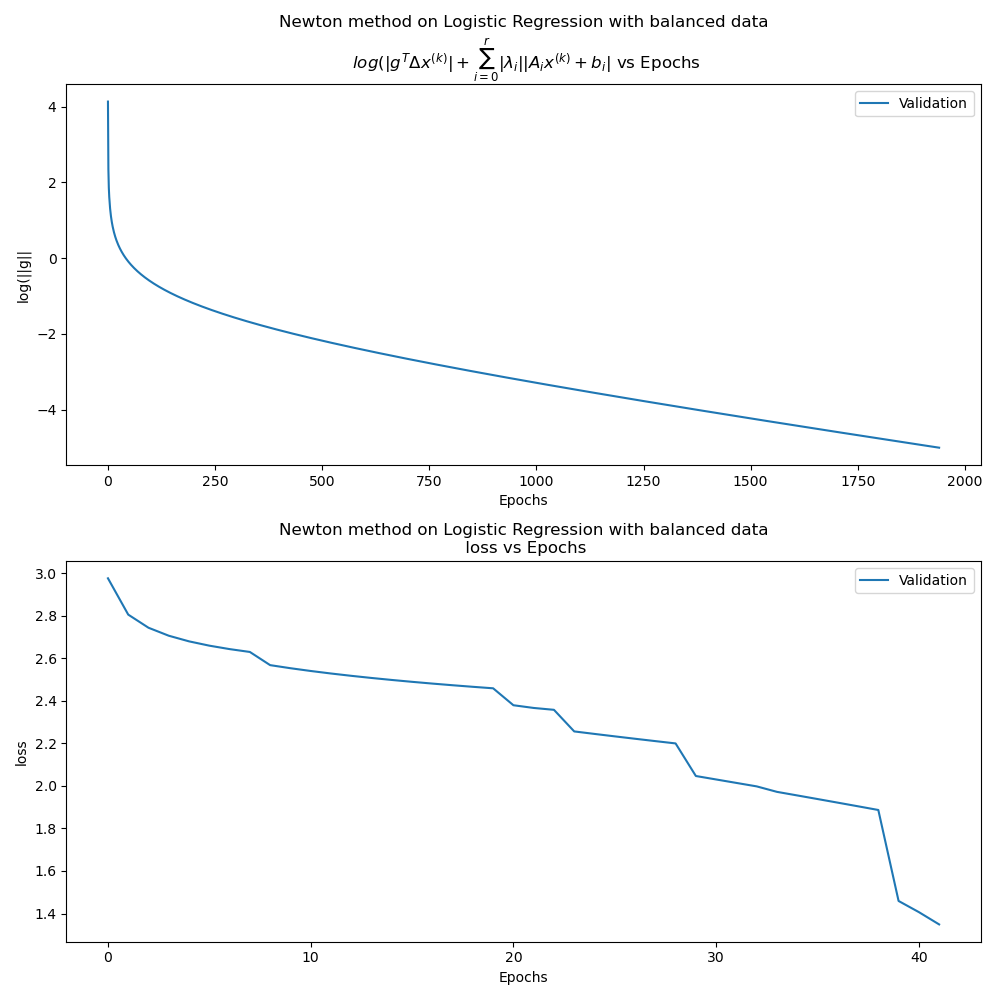 Newton method on Logistic Regression with balanced data
$log(|g^T \Delta x^{(k)}| + \sum_{i=0}^{r} |\lambda_i||A_i x^{(k)} + b_i|$ vs Epochs
Validation
4
2
0
−2
−4
log(||g||
0 250 500 750 1000 1250 1500 1750 2000
Epochs
Newton method on Logistic Regression with balanced data
loss vs Epochs
Validation
3.0
2.8
2.6
2.4
2.2
2.0
1.8
1.6
1.4
loss
0 10 20 30 40
Epochs